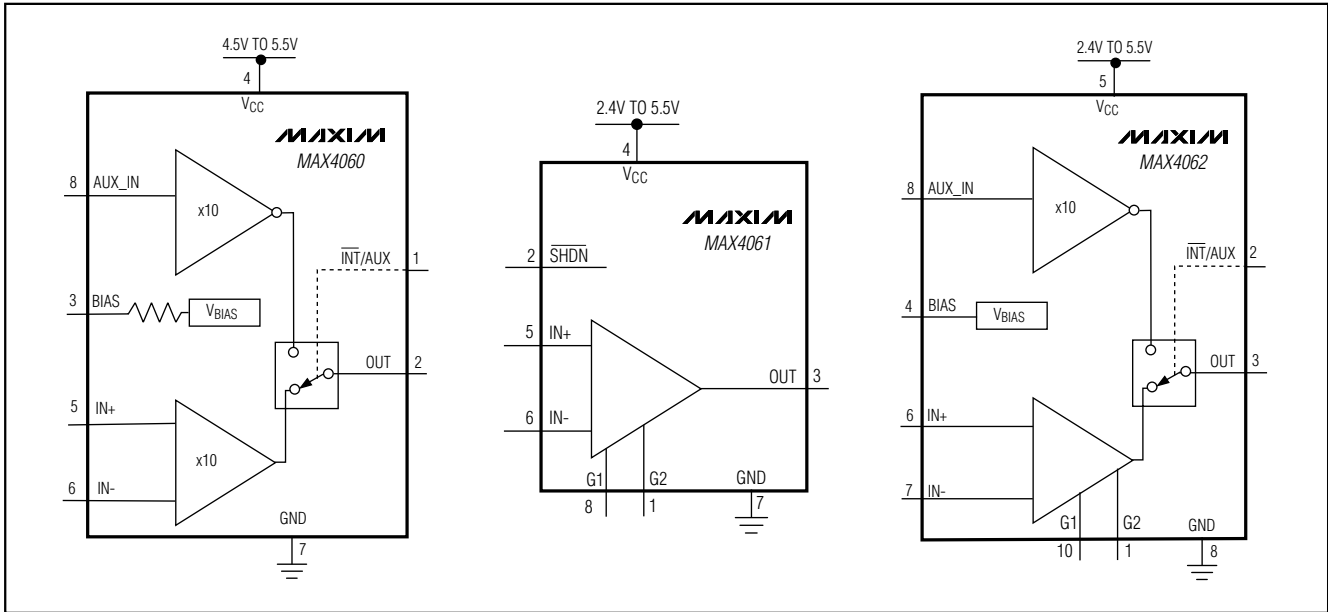 4.5V TO 5.5V
4
VCC
MAXIM
MAX4060
8 AUX_IN
x10
INT/AUX 1
3 BIAS
VBIAS
OUT 2
5 IN+
x10
6 IN-
GND
7
2.4V TO 5.5V
4
VCC
MAXIM
MAX4061
2 SHDN
5 IN+
OUT 3
6 IN-
G1 G2 GND
8 1 7
2.4V TO 5.5V
5
VCC
MAXIM
MAX4062
8 AUX_IN
x10
INT/AUX 2
4 BIAS
VBIAS
OUT 3
6 IN+
7 IN-
G1 G2 GND
10 1 8